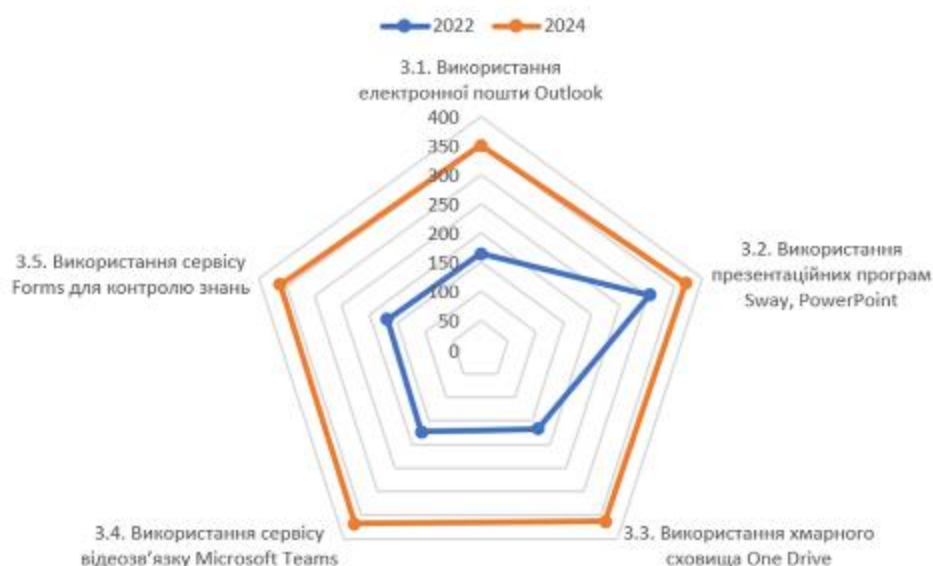 2022 2024
3.1. Використання
електронної пошти Outlook
400
350
300
250
200
150
100
50
0
3.2. Використання
презентаційних програм
Sway, PowerPoint
3.3. Використання хмарного
сховища One Drive
3.4. Використання сервісу
відеозв'язку Microsoft Teams
3.5. Використання сервісу
Forms для контролю знань